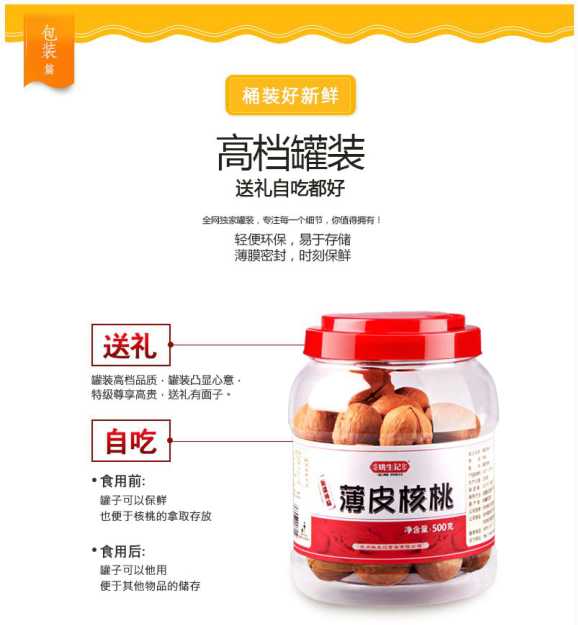 包装
篇
桶装好新鲜
高档罐装
送礼自吃都好
全网独家罐装，专注每一个细节，你值得拥有！
轻便环保，易于存储
薄膜密封，时刻保鲜
送礼
罐装高档品质，罐装凸显心意，
特级尊享高贵，送礼有面子。
自吃
•食用前:
罐子可以保鲜
也便于核桃的拿取存放
•食用后:
罐子可以他用
便于其他物品的储存
姚生记
薄皮核桃
净含量:500克